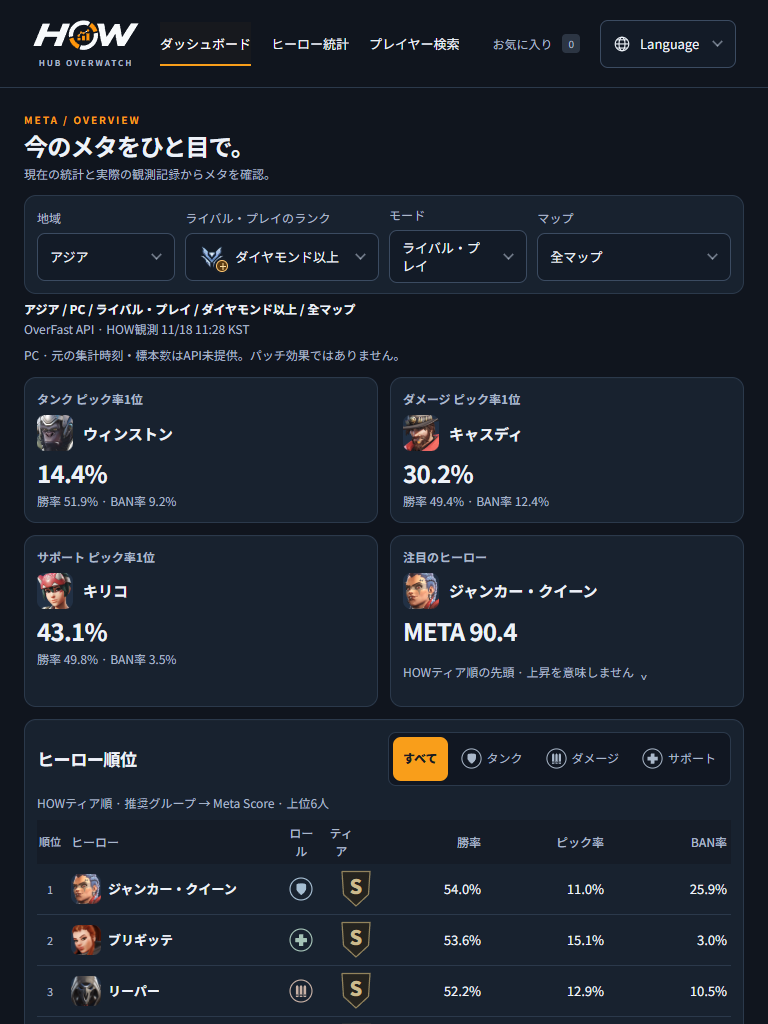 HOW
HUB OVERWATCH
ダッシュボード ヒーロー統計 プレイヤー検索 お気に入り 0 Language
META / OVERVIEW
今のメタをひと目で。
現在の統計と実際の観測記録からメタを確認。
地域 ライバル・プレイのランク モード マップ
アジア ダイヤモンド以上 ライバル・プ
レイ 全マップ
アジア / PC / ライバル・プレイ / ダイヤモンド以上 / 全マップ
OverFast API · HOW観測 11/18 11:28 KST
PC · 元の集計時刻・標本数はAPI未提供。パッチ効果ではありません。
タンク ピック率1位
ウィンストン
14.4%
勝率 51.9% · BAN率 9.2%
ダメージ ピック率1位
キャスディ
30.2%
勝率 49.4% · BAN率 12.4%
サポート ピック率1位
キリコ
43.1%
勝率 49.8% · BAN率 3.5%
注目のヒーロー
ジャンカー・クイーン
META 90.4
HOWティア順の先頭 · 上昇を意味しません
ヒーロー順位
すべて タンク ダメージ サポート
HOWティア順 · 推奨グループ → Meta Score · 上位6人
順位 ヒーロー ロー
ル ティ
ア 勝率 ピック率 BAN率
1 ジャンカー・クイーン S 54.0% 11.0% 25.9%
2 ブリギッテ S 53.6% 15.1% 3.0%
3 リーパー S 52.2% 12.9% 10.5%